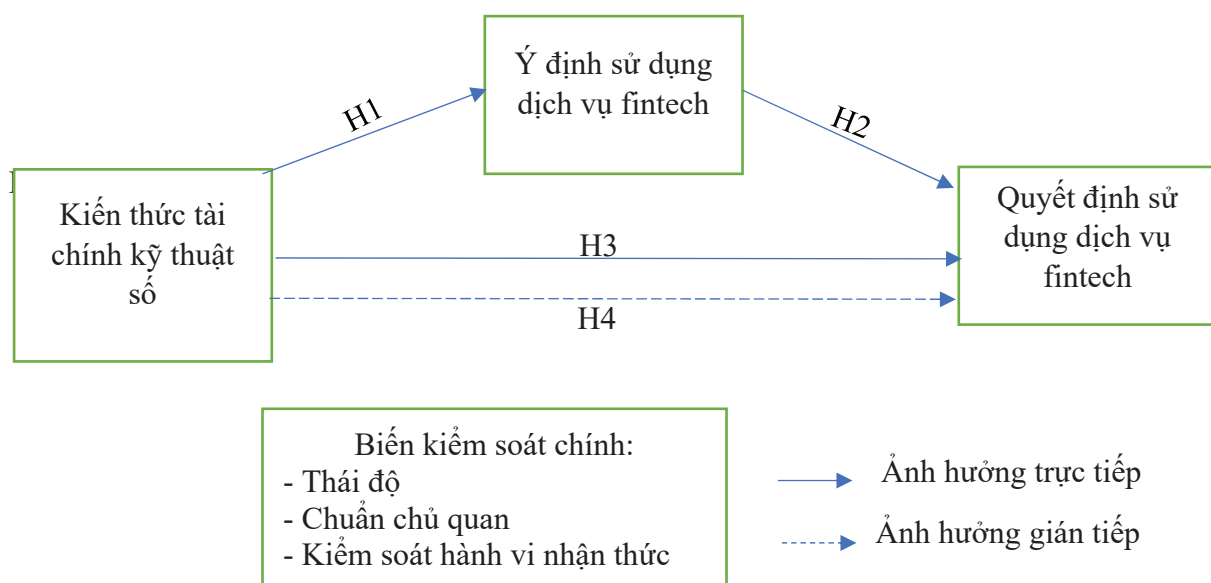 Ý định sử dụng
dịch vụ fintech
H1
H2
Kiến thức tài
chính kỹ thuật
số
Quyết định sử
dụng dịch vụ
fintech
H3
H4
Biến kiểm soát chính:
- Thái độ
- Chuẩn chủ quan
- Kiểm soát hành vi nhận thức
Ảnh hưởng trực tiếp
Ảnh hưởng gián tiếp